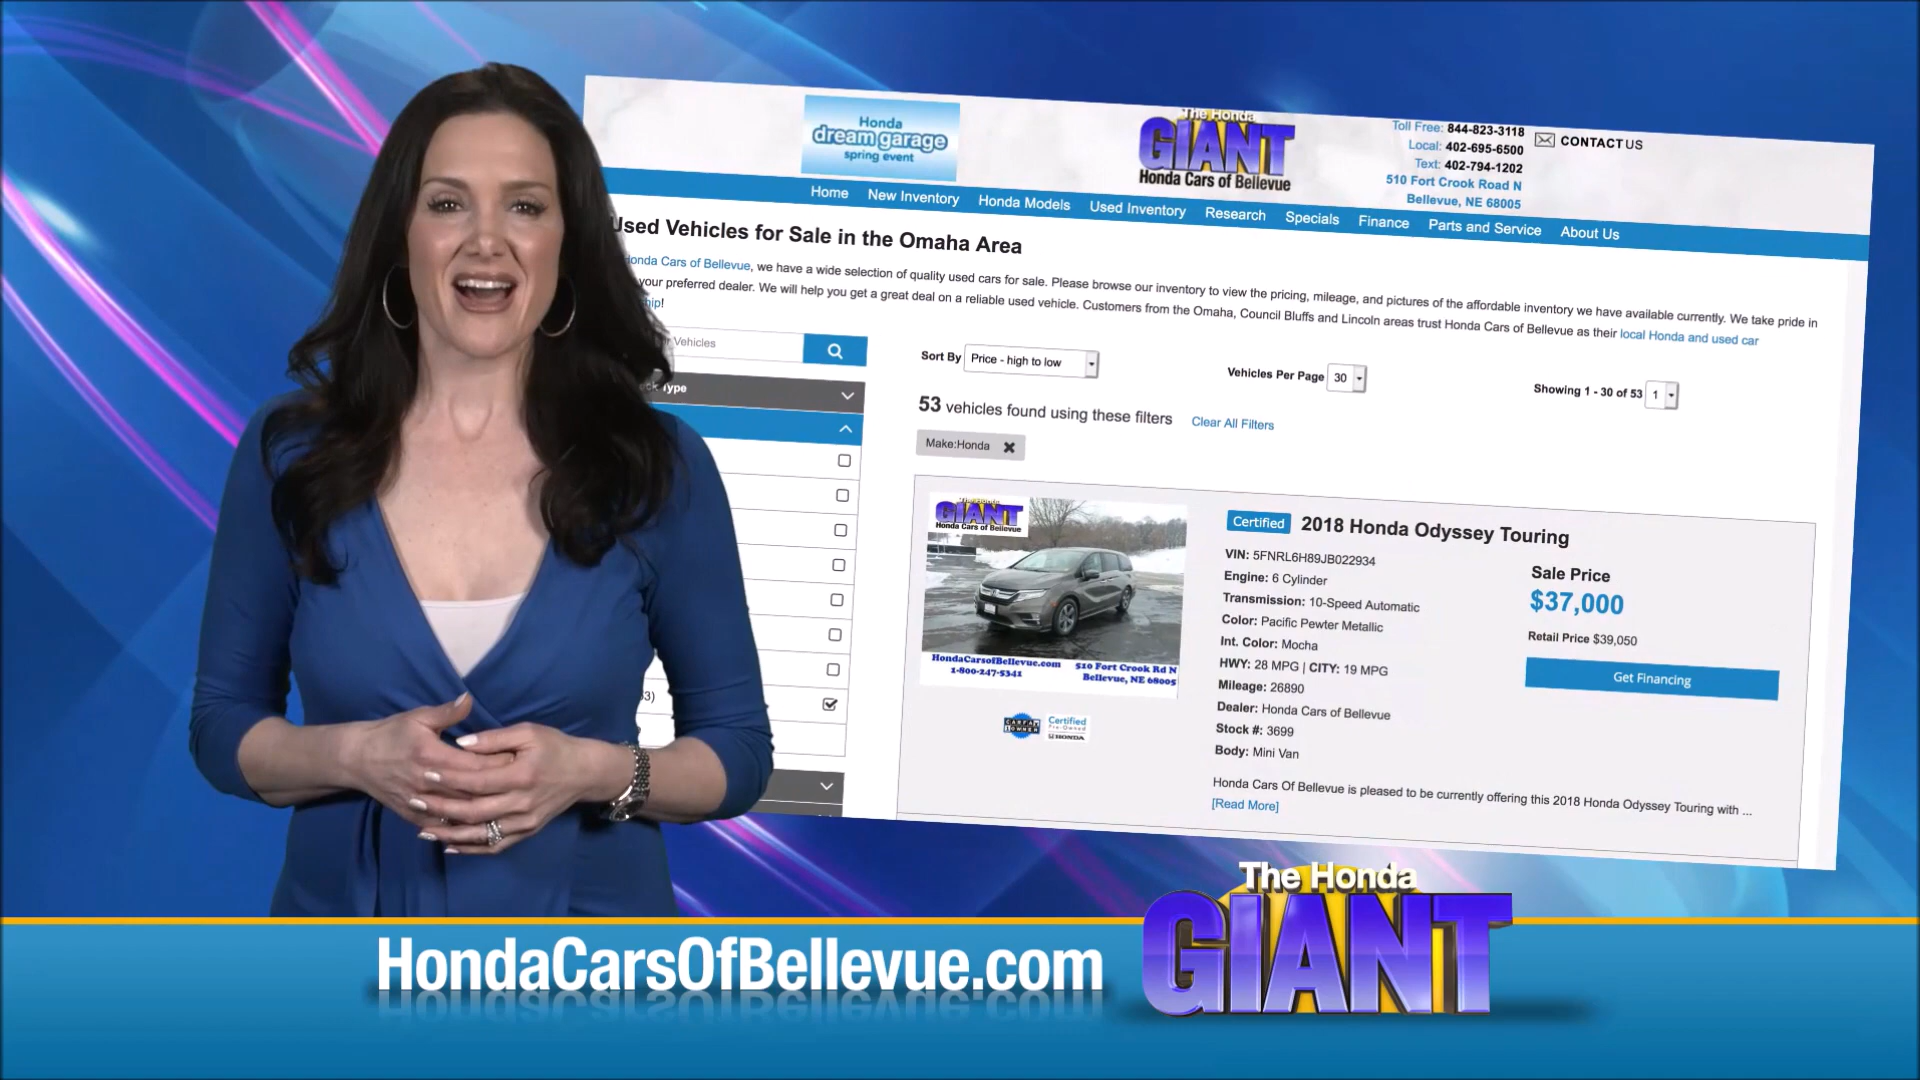 Honda
dream garage
spring event
The Honda
GIANT
Honda Cars of Bellevue
Toll Free: 844-823-3118
Local: 402-695-6500
Text: 402-794-1202
510 Fort Crook Road N
Bellevue, NE 68005
CONTACT US
Home New Inventory Honda Models Used Inventory Research Specials Finance Parts and Service About Us
Used Vehicles for Sale in the Omaha Area
Honda Cars of Bellevue, we have a wide selection of quality used cars for sale. Please browse our inventory to view the pricing, mileage, and pictures of the affordable inventory we have available currently. We take pride in
your preferred dealer. We will help you get a great deal on a reliable used vehicle. Customers from the Omaha, Council Bluffs and Lincoln areas trust Honda Cars of Bellevue as their local Honda and used car
Vehicles
Type
Sort By Price - high to low
Vehicles Per Page 30
Showing 1 - 30 of 53 1
53 vehicles found using these filters Clear All Filters
Make:Honda
The Honda
GIANT
Honda Cars of Bellevue
HondaCarsofBellevue.com
1-800-247-5341
510 Fort Crook Rd N
Bellevue, NE 68005
CARFAX
1 OWNER
Certified
Pre-Owned
HONDA
Certified 2018 Honda Odyssey Touring
VIN: 5FNRL6H89JB022934
Engine: 6 Cylinder
Transmission: 10-Speed Automatic
Color: Pacific Pewter Metallic
Int. Color: Mocha
HWY: 28 MPG | CITY: 19 MPG
Mileage: 26890
Dealer: Honda Cars of Bellevue
Stock #: 3699
Body: Mini Van
Sale Price
$37,000
Retail Price $39,050
Get Financing
Honda Cars Of Bellevue is pleased to be currently offering this 2018 Honda Odyssey Touring with ...
[Read More]
The Honda
GIANT
HondaCarsOfBellevue.com